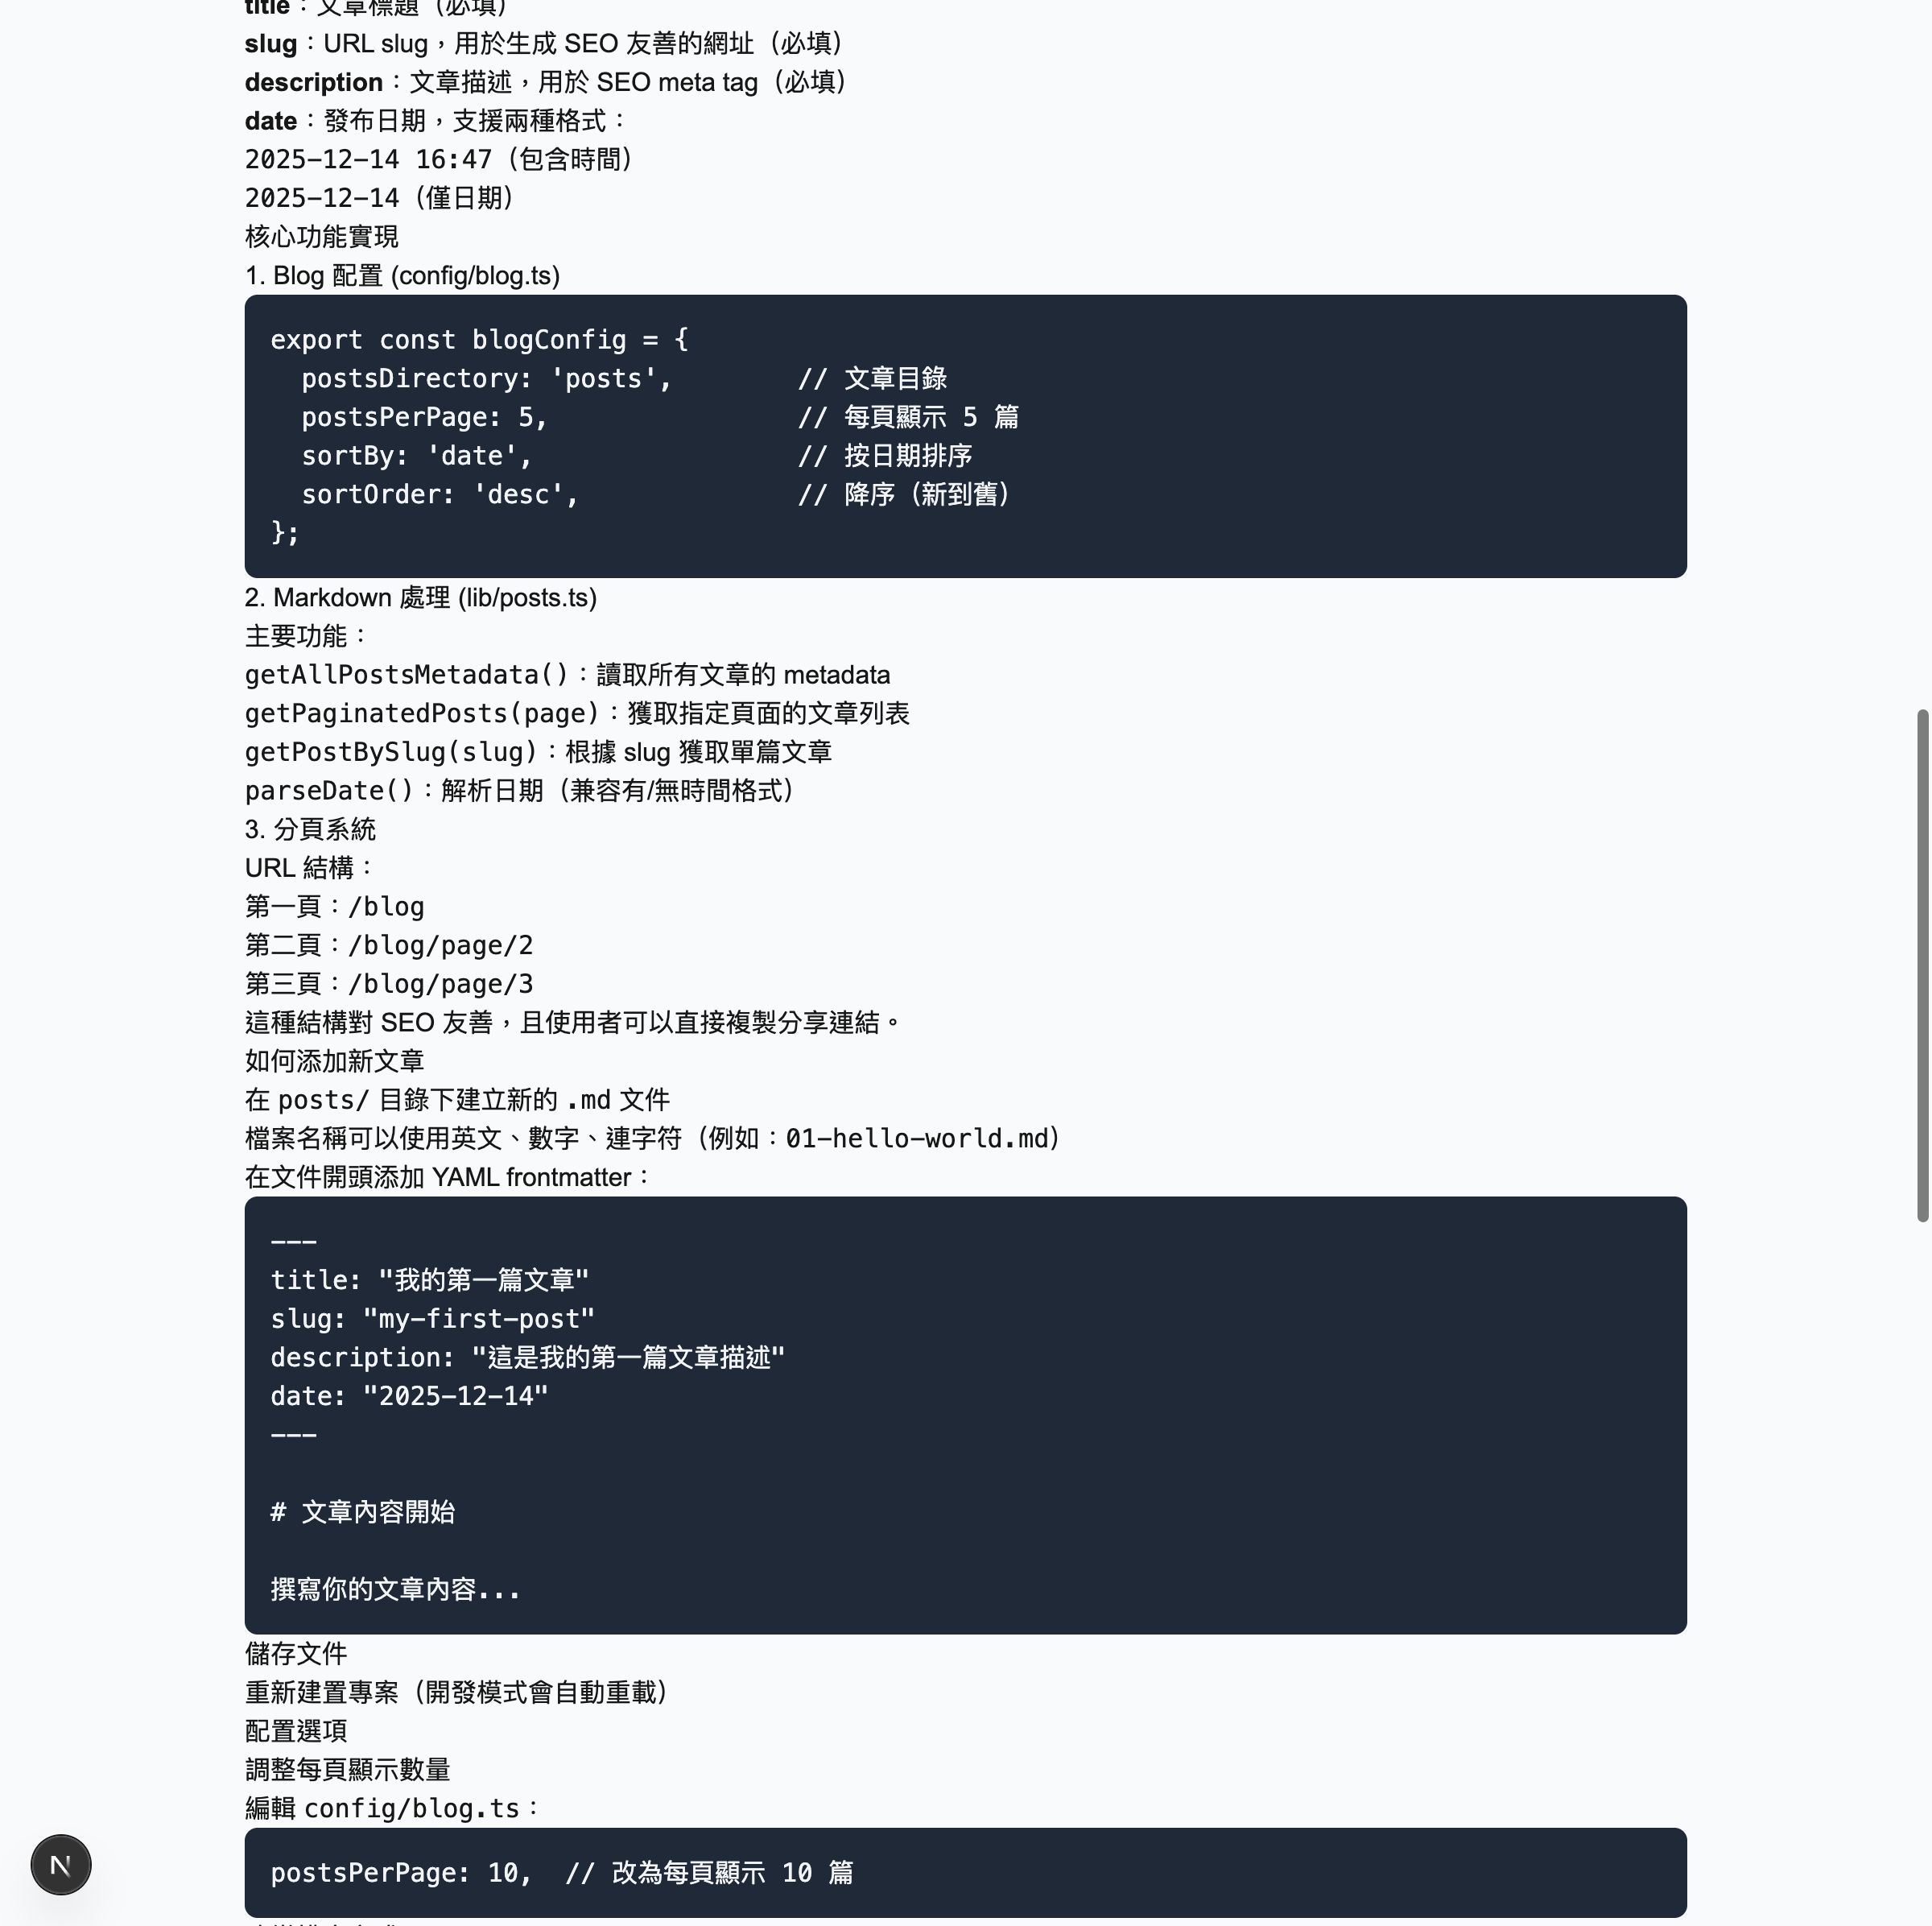 title：文章標題（必填）
slug：URL slug，用於生成 SEO 友善的網址（必填）
description：文章描述，用於 SEO meta tag（必填）
date：發布日期，支援兩種格式：
2025-12-14 16:47（包含時間）
2025-12-14（僅日期）
核心功能實現
1. Blog 配置 (config/blog.ts)
export const blogConfig = {
  postsDirectory: 'posts',        // 文章目錄
  postsPerPage: 5,                // 每頁顯示 5 篇
  sortBy: 'date',                 // 按日期排序
  sortOrder: 'desc',              // 降序（新到舊）
};
2. Markdown 處理 (lib/posts.ts)
主要功能：
getAllPostsMetadata()：讀取所有文章的 metadata
getPaginatedPosts(page)：獲取指定頁面的文章列表
getPostBySlug(slug)：根據 slug 獲取單篇文章
parseDate()：解析日期（兼容有/無時間格式）
3. 分頁系統
URL 結構：
第一頁：/blog
第二頁：/blog/page/2
第三頁：/blog/page/3
這種結構對 SEO 友善，且使用者可以直接複製分享連結。
如何添加新文章
在 posts/ 目錄下建立新的 .md 文件
檔案名稱可以使用英文、數字、連字符（例如：01-hello-world.md）
在文件開頭添加 YAML frontmatter：
---
title: "我的第一篇文章"
slug: "my-first-post"
description: "這是我的第一篇文章描述"
date: "2025-12-14"
---
# 文章內容開始
撰寫你的文章內容...
儲存文件
重新建置專案（開發模式會自動重載）
配置選項
調整每頁顯示數量
編輯 config/blog.ts：
N
postsPerPage: 10,  // 改為每頁顯示 10 篇